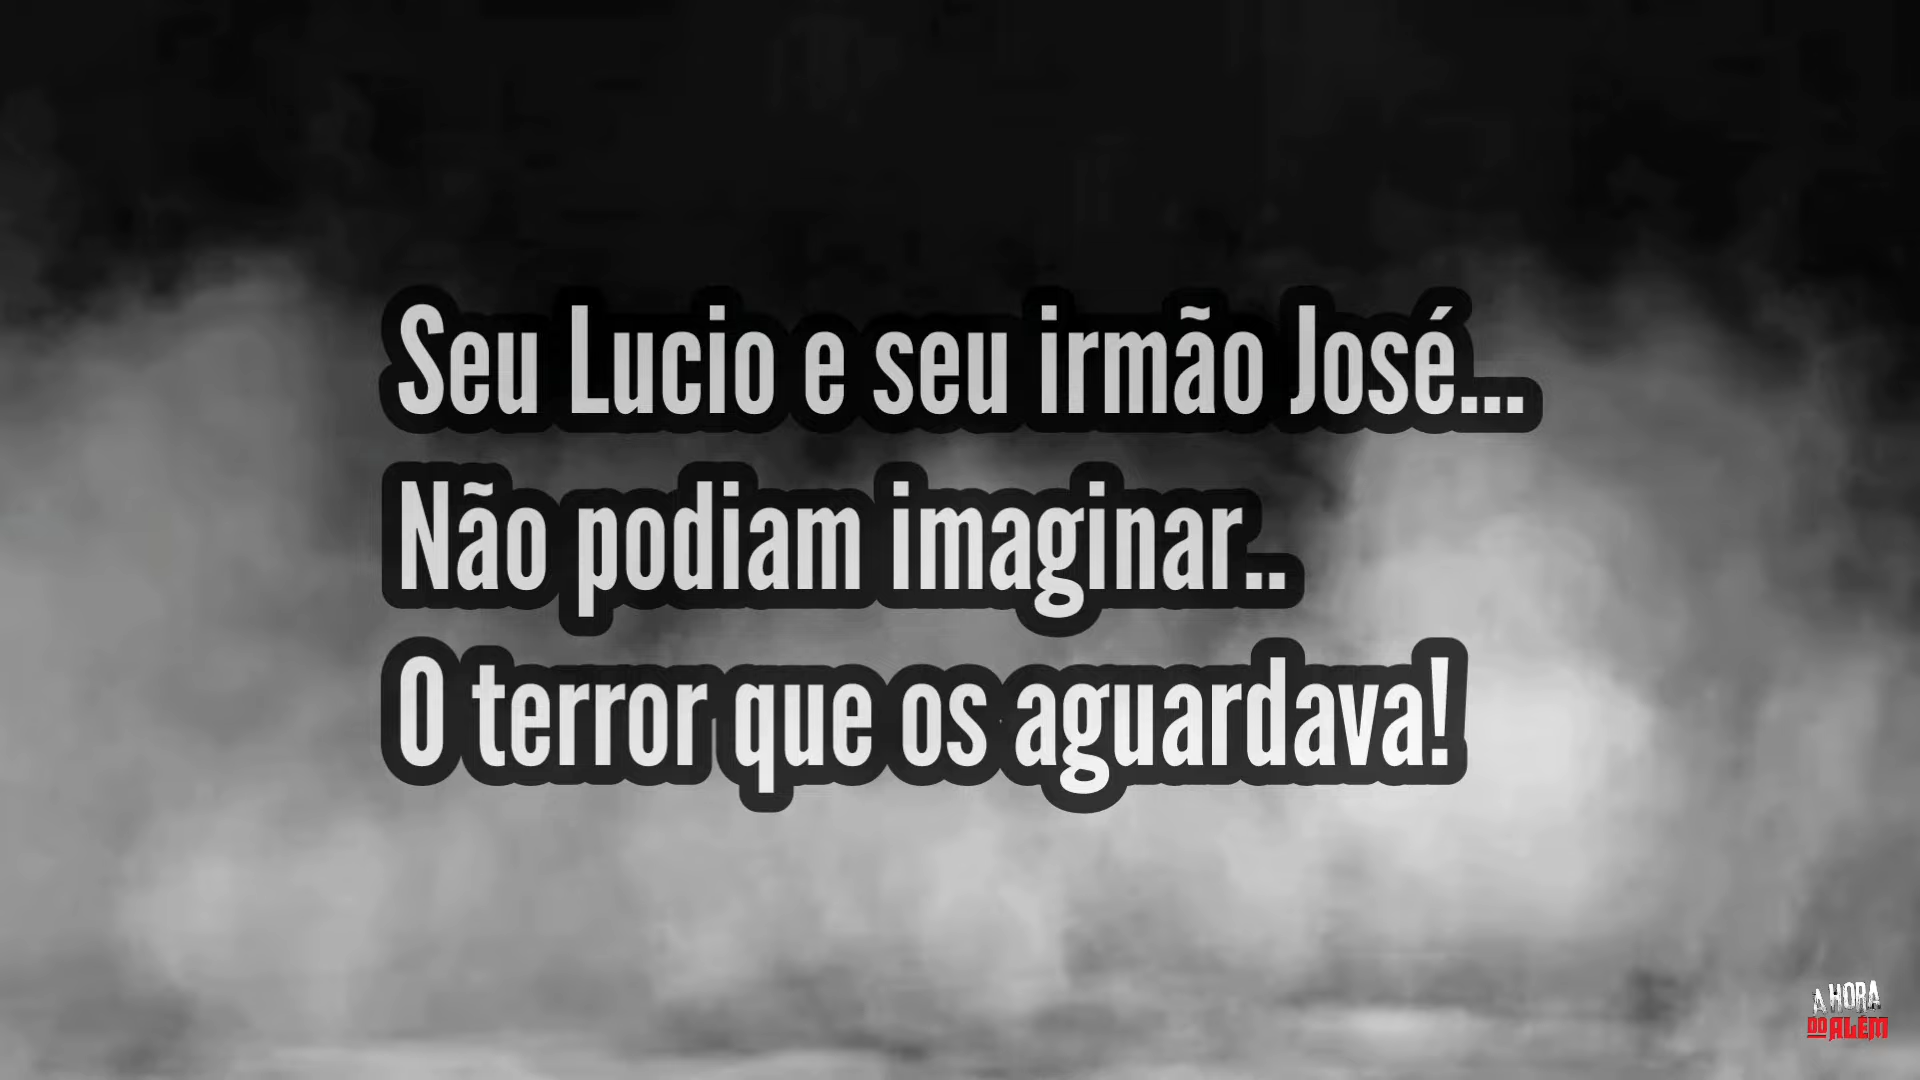 Seu Lucio e seu irmão José...
Não podiam imaginar..
O terror que os aguardava!
A HORA
DO ALÉM